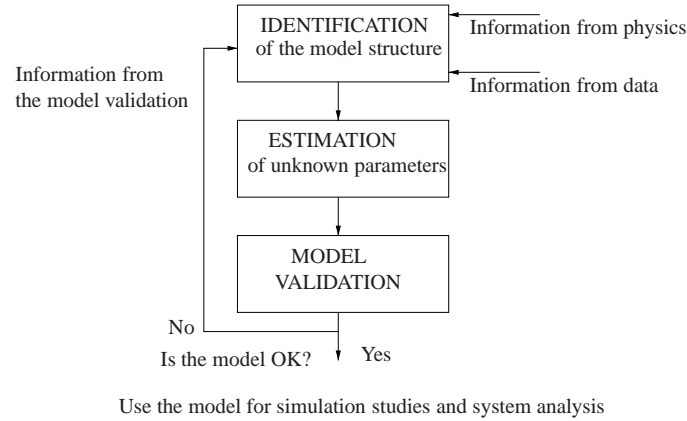 IDENTIFICATION
of the model structure
Information from physics
Information from data
Information from
the model validation
ESTIMATION
of unknown parameters
MODEL
VALIDATION
No
Is the model OK?
Yes
Use the model for simulation studies and system analysis